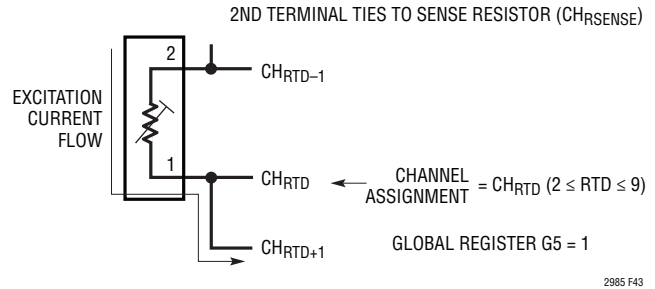 2ND TERMINAL TIES TO SENSE RESISTOR (CHRSENSE)
2
CHRTD–1
EXCITATION
CURRENT
FLOW
1
CHRTD
CHANNEL
ASSIGNMENT
= CHRTD (2 ≤ RTD ≤ 9)
CHRTD+1
GLOBAL REGISTER G5 = 1
2985 F43